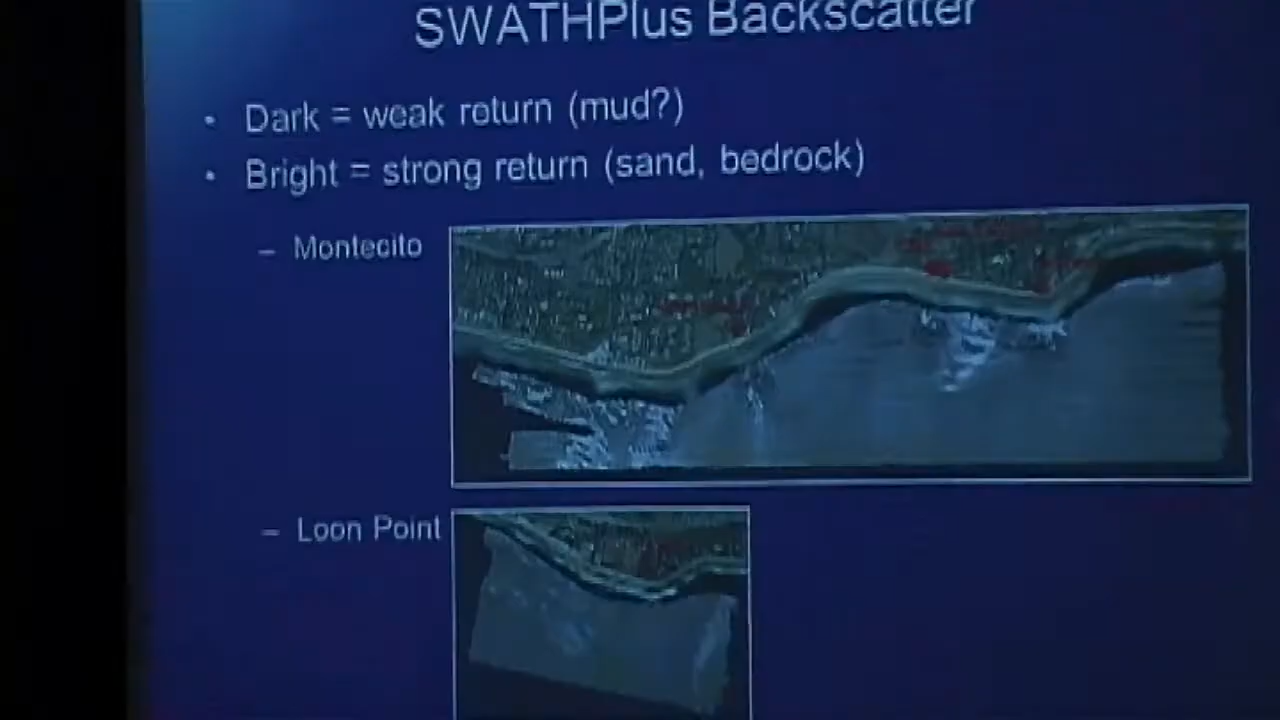 SWATHPlus Backscatter
• Dark = weak return (mud?)
• Bright = strong return (sand, bedrock)
– Montecito
– Loon Point